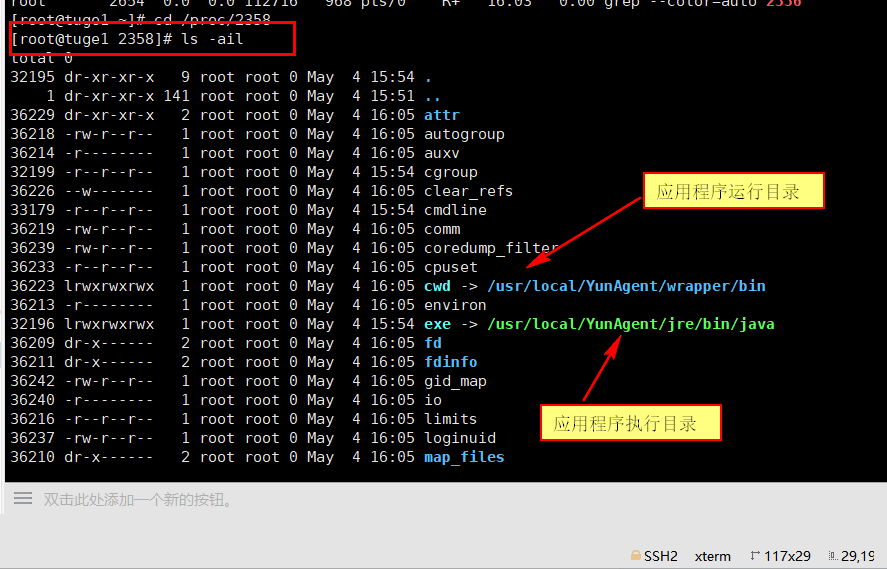 root 2654 0.0 0.0 112716 968 pts/0 R+ 16:03 0:00 grep --color=auto 2358
[root@tuge1 ~]# cd /proc/2358
[root@tuge1 2358]# ls -ail
total 0
32195 dr-xr-xr-x 9 root root 0 May 4 15:54 .
1 dr-xr-xr-x 141 root root 0 May 4 15:51 ..
36229 dr-xr-xr-x 2 root root 0 May 4 16:05 attr
36218 -rw-r--r-- 1 root root 0 May 4 16:05 autogroup
36214 -r-------- 1 root root 0 May 4 16:05 auxv
32199 -r--r--r-- 1 root root 0 May 4 15:54 cgroup
36226 --w------- 1 root root 0 May 4 16:05 clear_refs
应用程序运行目录
33179 -r--r--r-- 1 root root 0 May 4 15:54 cmdline
36219 -rw-r--r-- 1 root root 0 May 4 16:05 comm
36239 -rw-r--r-- 1 root root 0 May 4 16:05 coredump_filter
36233 -r--r--r-- 1 root root 0 May 4 16:05 cpuset
36223 lrwxrwxrwx 1 root root 0 May 4 16:05 cwd -> /usr/local/YunAgent/wrapper/bin
36213 -r-------- 1 root root 0 May 4 16:05 environ
32196 lrwxrwxrwx 1 root root 0 May 4 15:54 exe -> /usr/local/YunAgent/jre/bin/java
36209 dr-x------ 2 root root 0 May 4 16:05 fd
36211 dr-x------ 2 root root 0 May 4 16:05 fdinfo
36242 -rw-r--r-- 1 root root 0 May 4 16:05 gid_map
36240 -r-------- 1 root root 0 May 4 16:05 io
36216 -r--r--r-- 1 root root 0 May 4 16:05 limits
应用程序执行目录
36237 -rw-r--r-- 1 root root 0 May 4 16:05 loginuid
36210 dr-x------ 2 root root 0 May 4 16:05 map_files
双击此处添加一个新的按钮。
SSH2 xterm 117x29 29,19